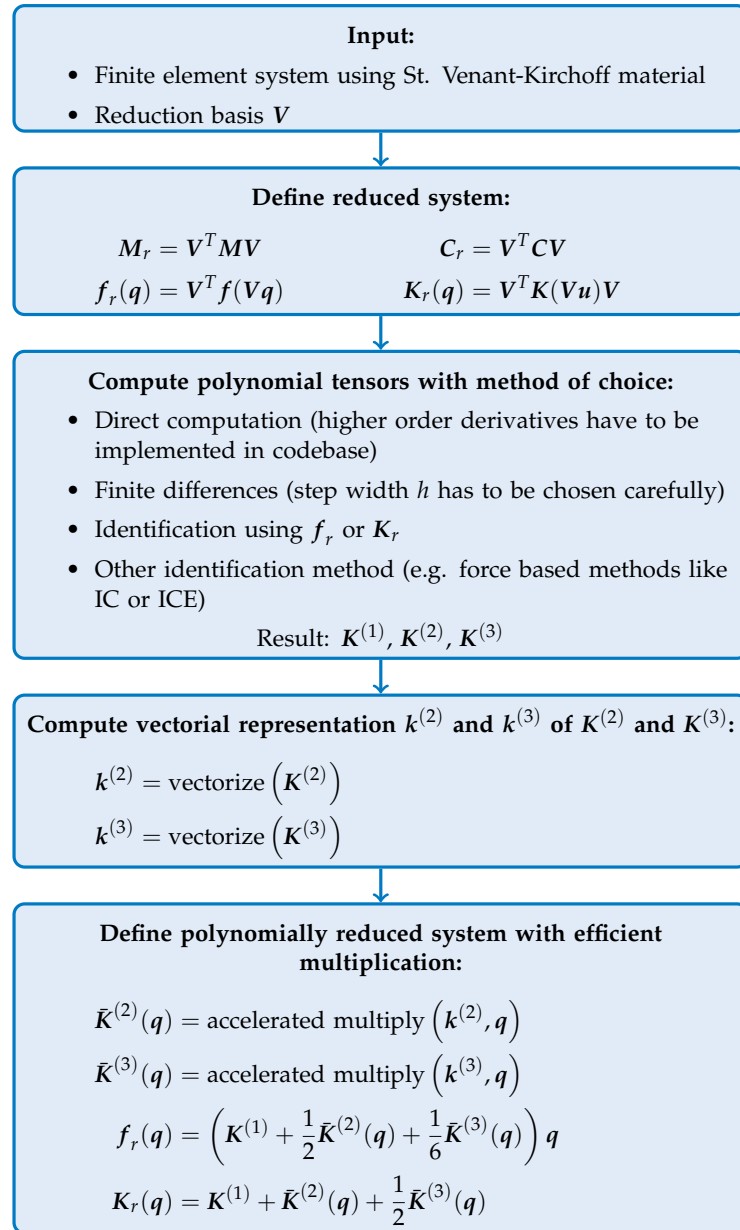 Input:
• Finite element system using St. Venant-Kirchoff material
• Reduction basis V
Define reduced system:
M_r = V^T M V    C_r = V^T C V
f_r(q) = V^T f(Vq)    K_r(q) = V^T K(Vu)V
Compute polynomial tensors with method of choice:
• Direct computation (higher order derivatives have to be
implemented in codebase)
• Finite differences (step width h has to be chosen carefully)
• Identification using f_r or K_r
• Other identification method (e.g. force based methods like
IC or ICE)
Result: K^(1), K^(2), K^(3)
Compute vectorial representation k^(2) and k^(3) of K^(2) and K^(3):
k^(2) = vectorize (K^(2))
k^(3) = vectorize (K^(3))
Define polynomially reduced system with efficient
multiplication:
K̄^(2)(q) = accelerated multiply (k^(2), q)
K̄^(3)(q) = accelerated multiply (k^(3), q)
f_r(q) = (K^(1) + 1/2 K̄^(2)(q) + 1/6 K̄^(3)(q)) q
K_r(q) = K^(1) + K̄^(2)(q) + 1/2 K̄^(3)(q)